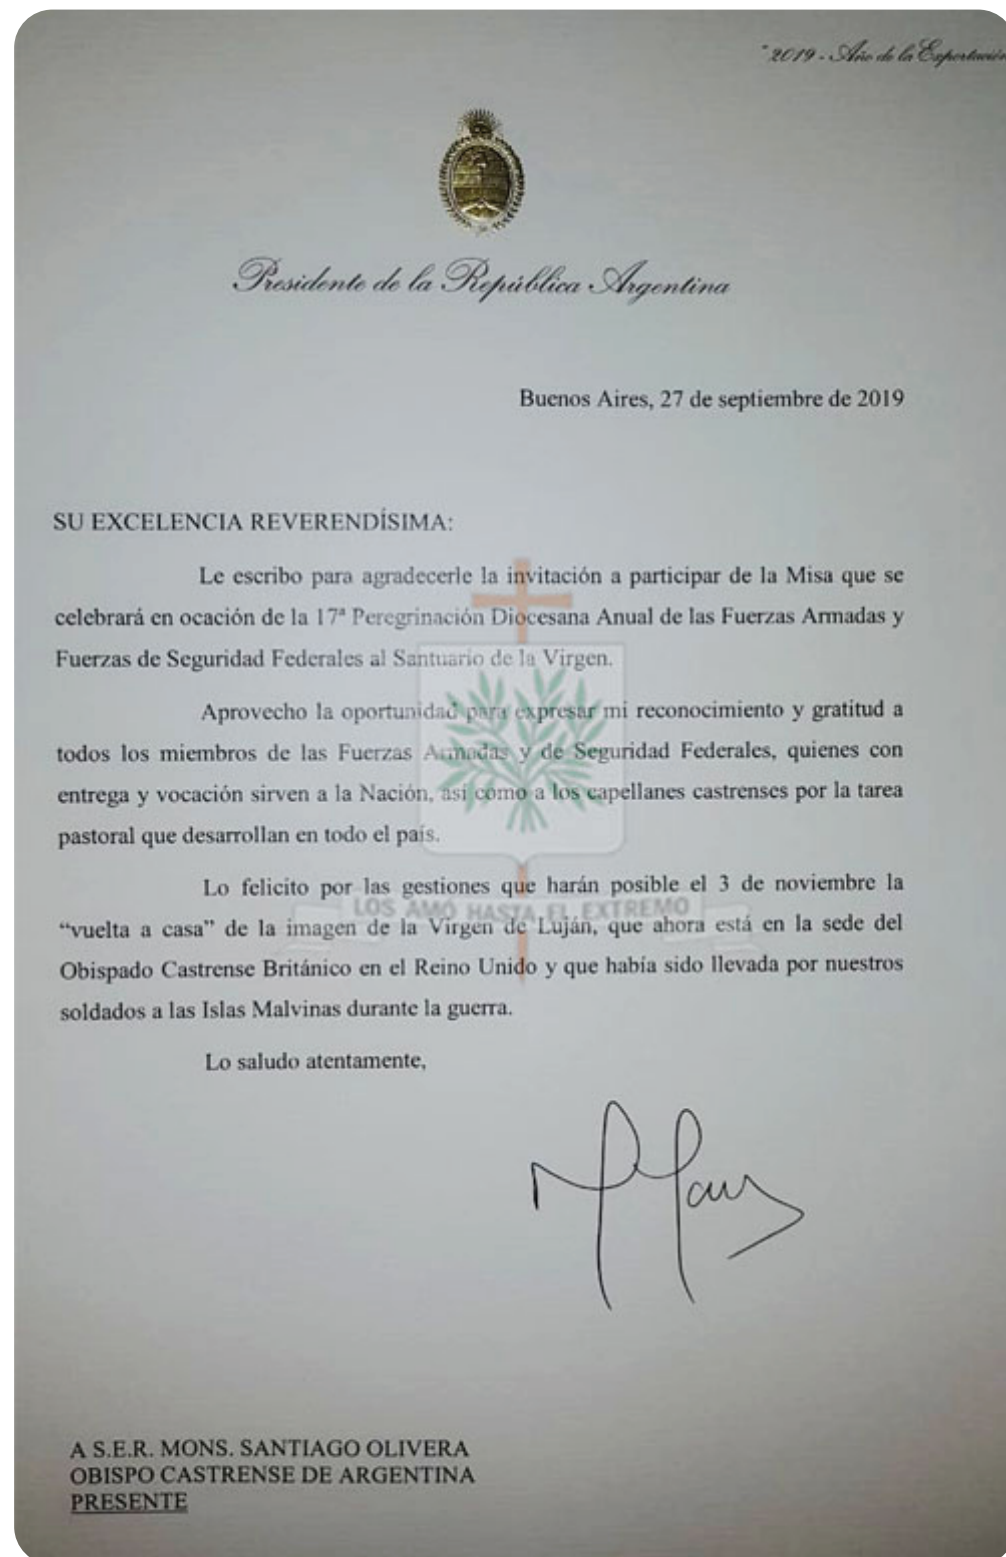 "2019 - Año de la Exportación
Presidente de la República Argentina
Buenos Aires, 27 de septiembre de 2019
SU EXCELENCIA REVERENDÍSIMA:
Le escribo para agradecerle la invitación a participar de la Misa que se
celebrará en ocación de la 17ª Peregrinación Diocesana Anual de las Fuerzas Armadas y
Fuerzas de Seguridad Federales al Santuario de la Virgen.
Aprovecho la oportunidad para expresar mi reconocimiento y gratitud a
todos los miembros de las Fuerzas Armadas y de Seguridad Federales, quienes con
entrega y vocación sirven a la Nación, así como a los capellanes castrenses por la tarea
pastoral que desarrollan en todo el país.
Lo felicito por las gestiones que harán posible el 3 de noviembre la
LOS AMÓ HASTA EL EXTREMO
“vuelta a casa” de la imagen de la Virgen de Luján, que ahora está en la sede del
Obispado Castrense Británico en el Reino Unido y que había sido llevada por nuestros
soldados a las Islas Malvinas durante la guerra.
Lo saludo atentamente,
A S.E.R. MONS. SANTIAGO OLIVERA
OBISPO CASTRENSE DE ARGENTINA
PRESENTE